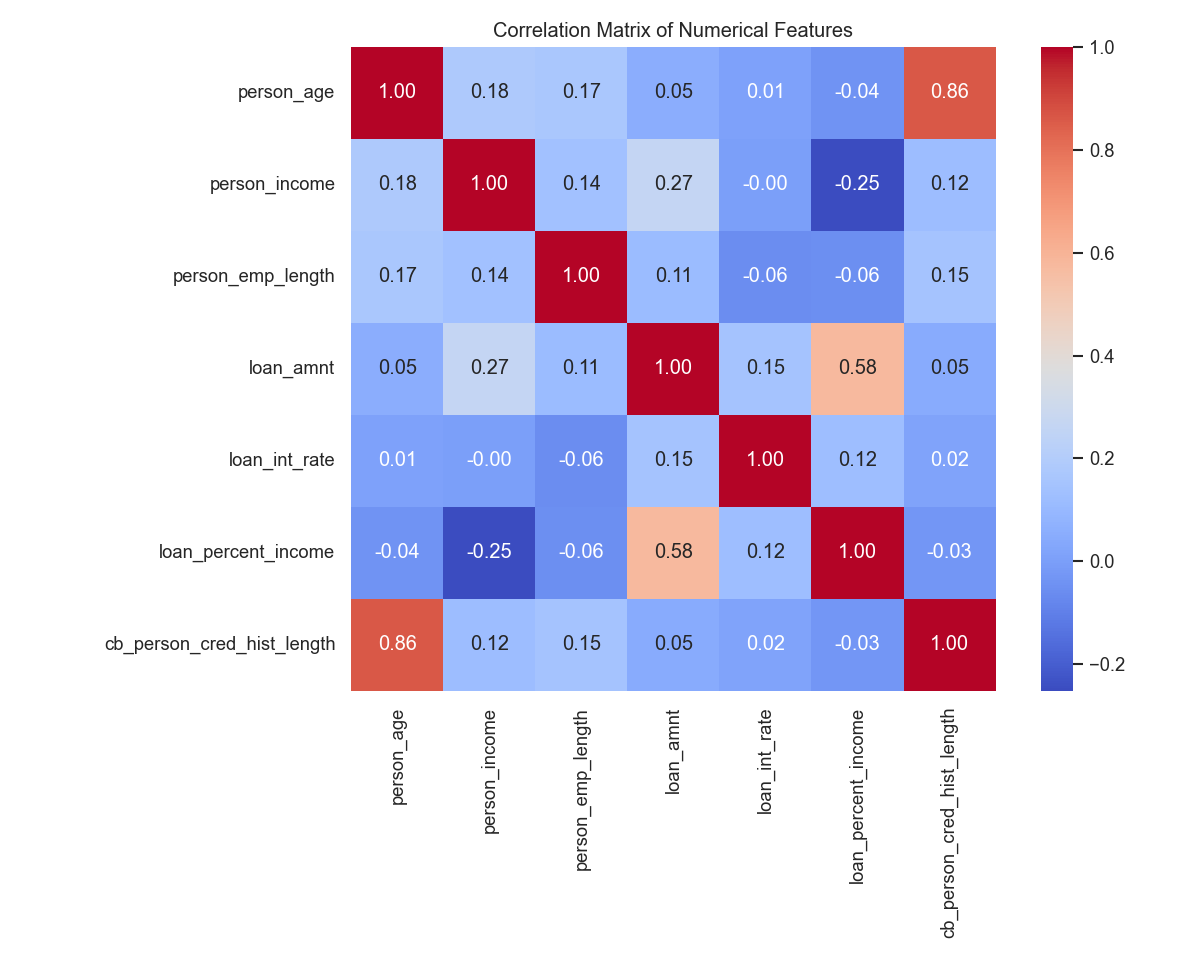 Correlation Matrix of Numerical Features
person_age 1.00 0.18 0.17 0.05 0.01 -0.04 0.86
person_income 0.18 1.00 0.14 0.27 -0.00 -0.25 0.12
person_emp_length 0.17 0.14 1.00 0.11 -0.06 -0.06 0.15
loan_amnt 0.05 0.27 0.11 1.00 0.15 0.58 0.05
loan_int_rate 0.01 -0.00 -0.06 0.15 1.00 0.12 0.02
loan_percent_income -0.04 -0.25 -0.06 0.58 0.12 1.00 -0.03
cb_person_cred_hist_length 0.86 0.12 0.15 0.05 0.02 -0.03 1.00
person_age
person_income
person_emp_length
loan_amnt
loan_int_rate
loan_percent_income
cb_person_cred_hist_length
1.0
0.8
0.6
0.4
0.2
0.0
−0.2